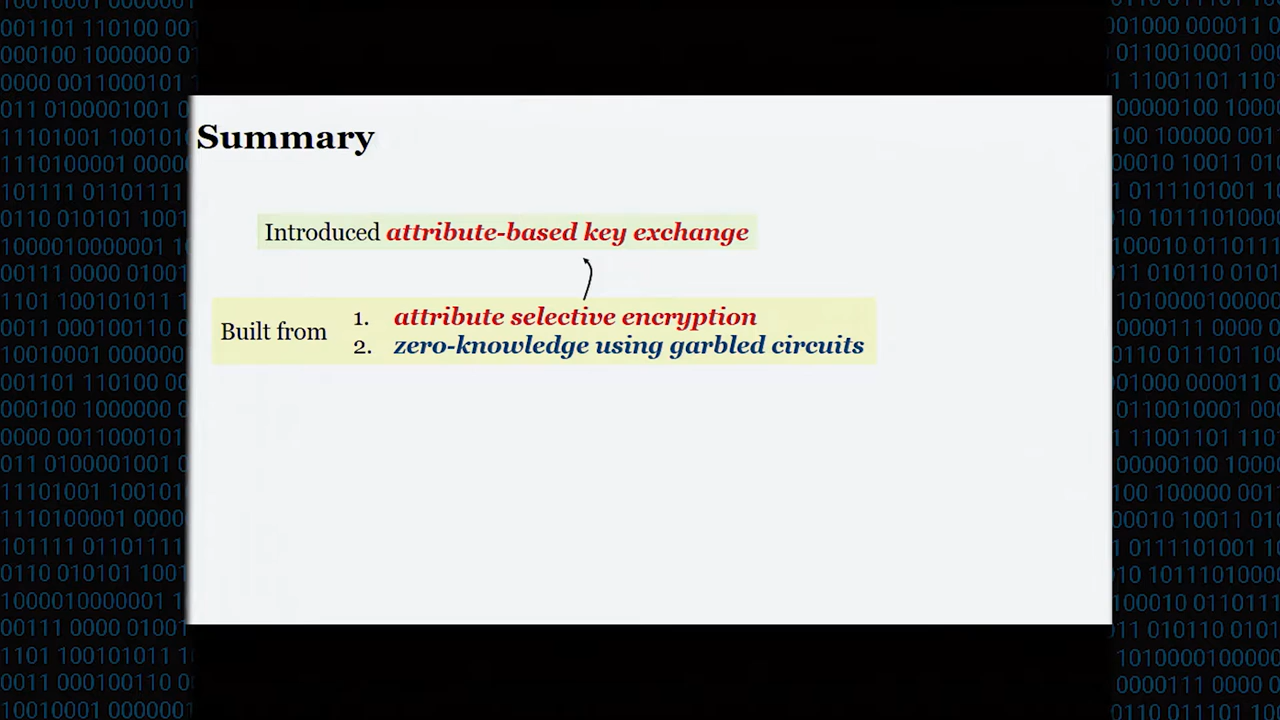 Summary
Introduced attribute-based key exchange
Built from
1. attribute selective encryption
2. zero-knowledge using garbled circuits